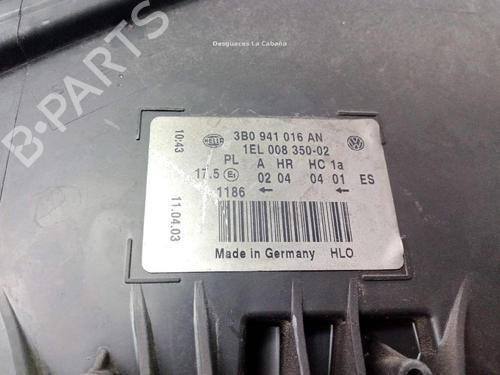 Desguaces La Cabaña
B-PARTS
HELLA 3B0 941 016 AN
1EL 008 350-02
10:43
PL A HR HC 1a
17.5 E1 02 04 04 01 ES
1186 ← ←
11.04.03
Made in Germany HLO